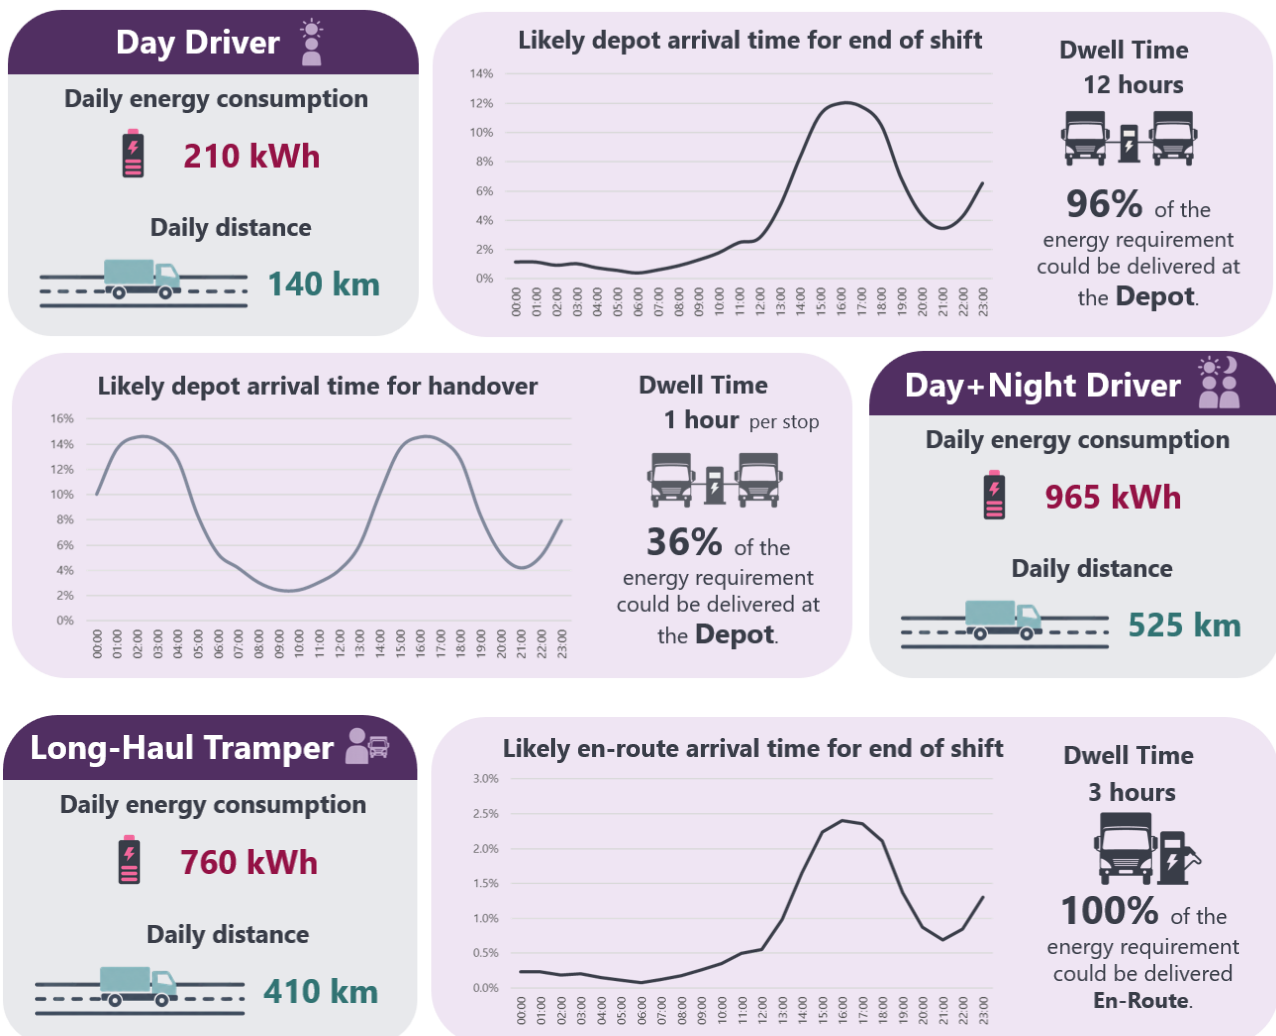 Day Driver
Daily energy consumption
210 kWh
Daily distance
140 km
Likely depot arrival time for end of shift
14%
12%
10%
8%
6%
4%
2%
0%
00:00
01:00
02:00
03:00
04:00
05:00
06:00
07:00
08:00
09:00
10:00
11:00
12:00
13:00
14:00
15:00
16:00
17:00
18:00
19:00
20:00
21:00
22:00
23:00
Dwell Time
12 hours
96% of the
energy requirement
could be delivered at
the Depot.
Likely depot arrival time for handover
16%
14%
12%
10%
8%
6%
4%
2%
0%
00:00
01:00
02:00
03:00
04:00
05:00
06:00
07:00
08:00
09:00
10:00
11:00
12:00
13:00
14:00
15:00
16:00
17:00
18:00
19:00
20:00
21:00
22:00
23:00
Dwell Time
1 hour per stop
36% of the
energy requirement
could be delivered at
the Depot.
Day+Night Driver
Daily energy consumption
965 kWh
Daily distance
525 km
Long-Haul Tramper
Daily energy consumption
760 kWh
Daily distance
410 km
Likely en-route arrival time for end of shift
3.0%
2.5%
2.0%
1.5%
1.0%
0.5%
0.0%
00:00
01:00
02:00
03:00
04:00
05:00
06:00
07:00
08:00
09:00
10:00
11:00
12:00
13:00
14:00
15:00
16:00
17:00
18:00
19:00
20:00
21:00
22:00
23:00
Dwell Time
3 hours
100% of the
energy requirement
could be delivered
En-Route.